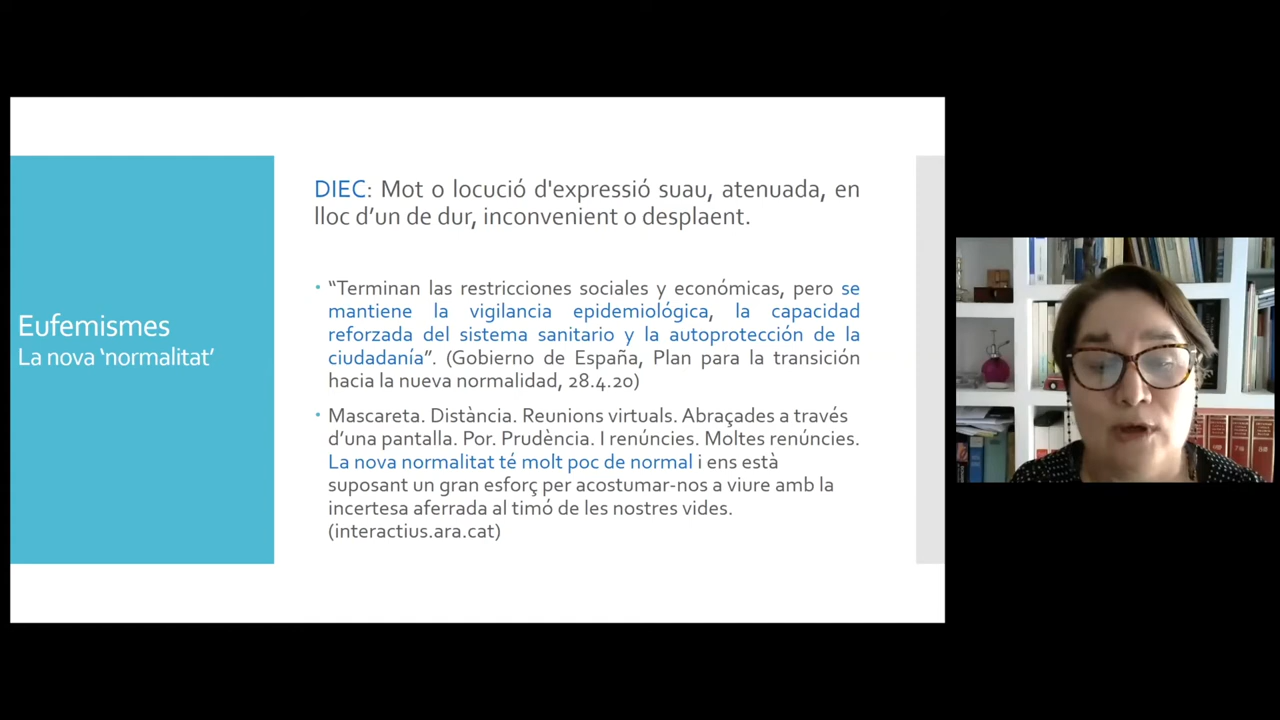 Eufemismes
La nova ‘normalitat’
DIEC: Mot o locució d'expressió suau, atenuada, en
lloc d’un de dur, inconvenient o desplaent.
• “Terminan las restricciones sociales y económicas, pero se
mantiene la vigilancia epidemiológica, la capacidad
reforzada del sistema sanitario y la autoprotección de la
ciudadanía”. (Gobierno de España, Plan para la transición
hacia la nueva normalidad, 28.4.20)
• Mascareta. Distància. Reunions virtuals. Abraçades a través
d’una pantalla. Por. Prudència. I renúncies. Moltes renúncies.
La nova normalitat té molt poc de normal i ens està
suposant un gran esforç per acostumar-nos a viure amb la
incertesa aferrada al timó de les nostres vides.
(interactius.ara.cat)